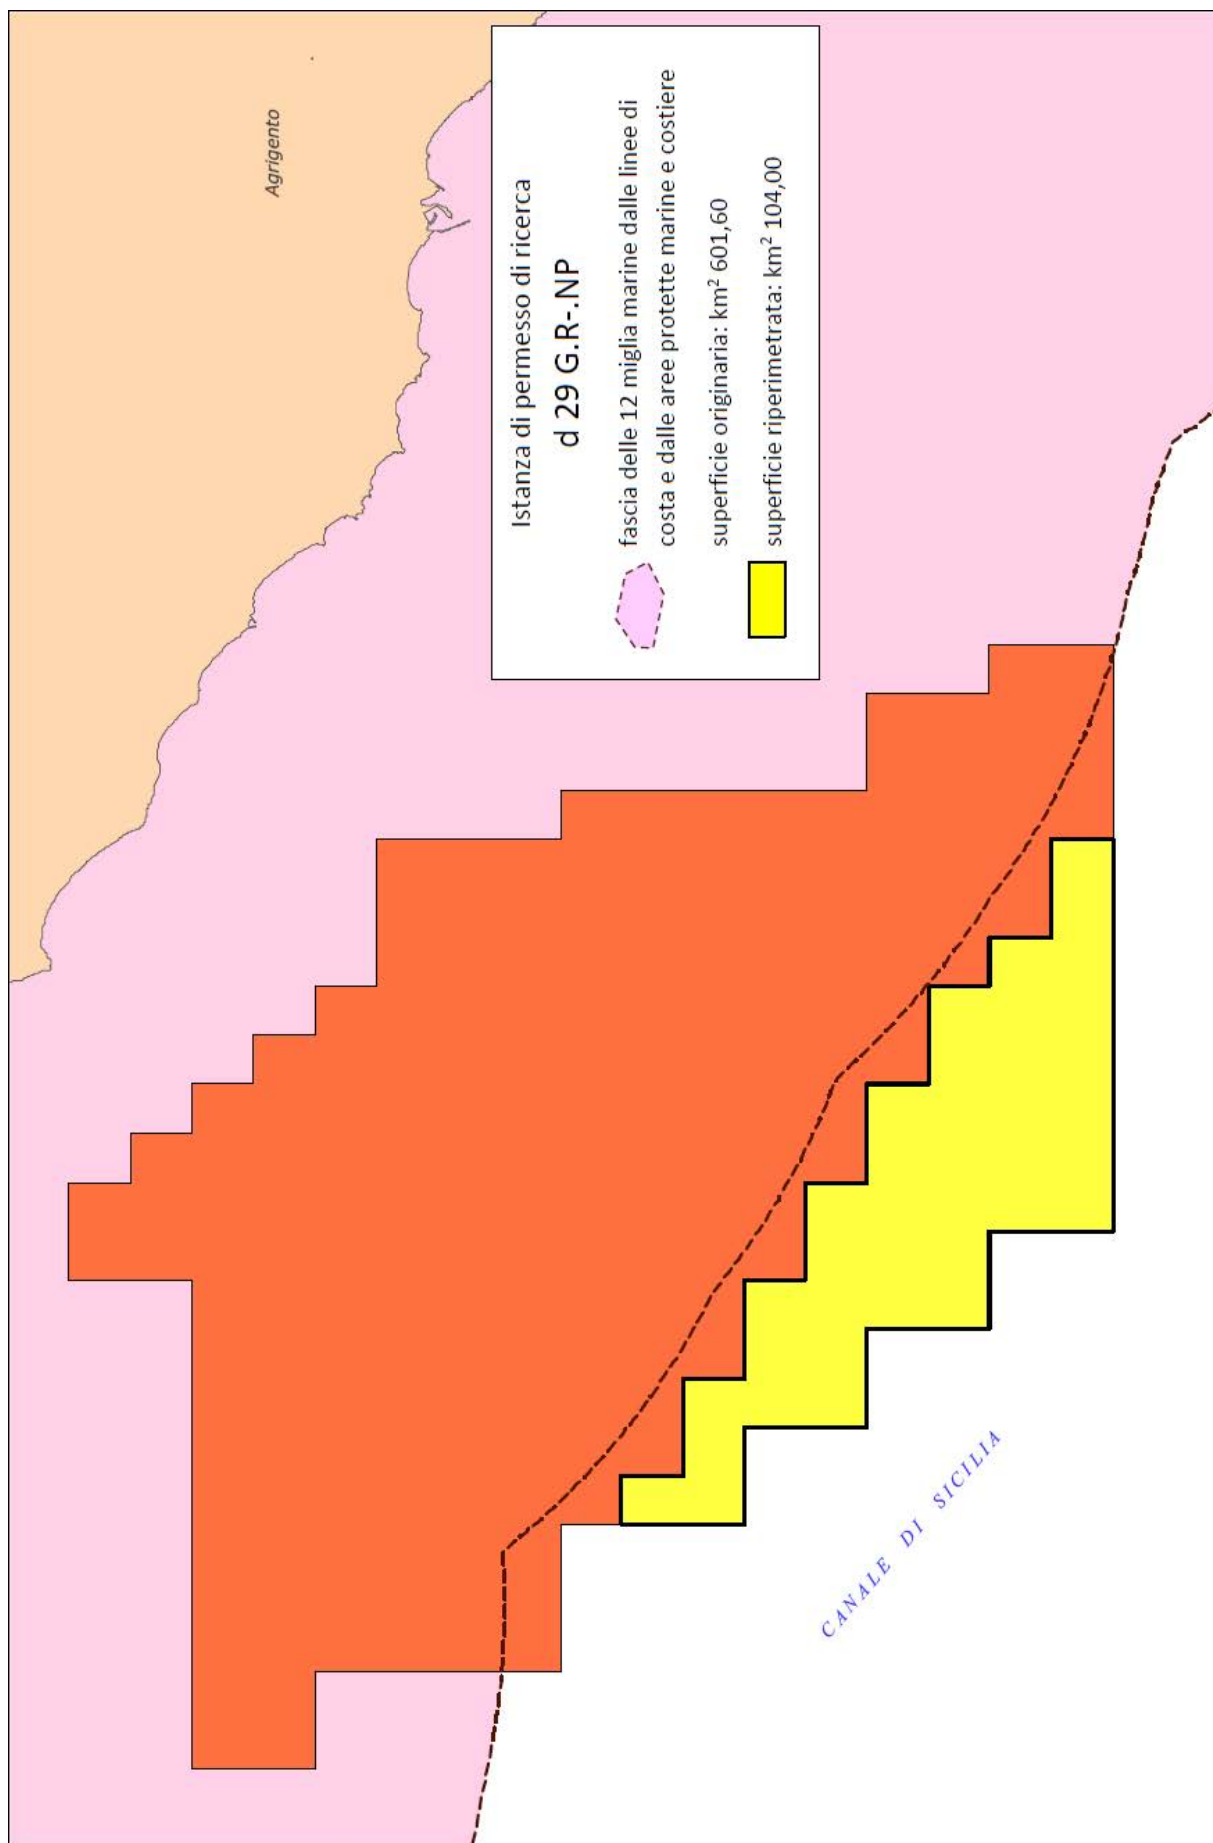 Agrigento
Istanza di permesso di ricerca
d 29 G.R-.NP
fascia delle 12 miglia marine dalle linee di
costa e dalle aree protette marine e costiere
superficie originaria: km² 601,60
superficie riperimetrata: km² 104,00
CANALE DI SICILIA